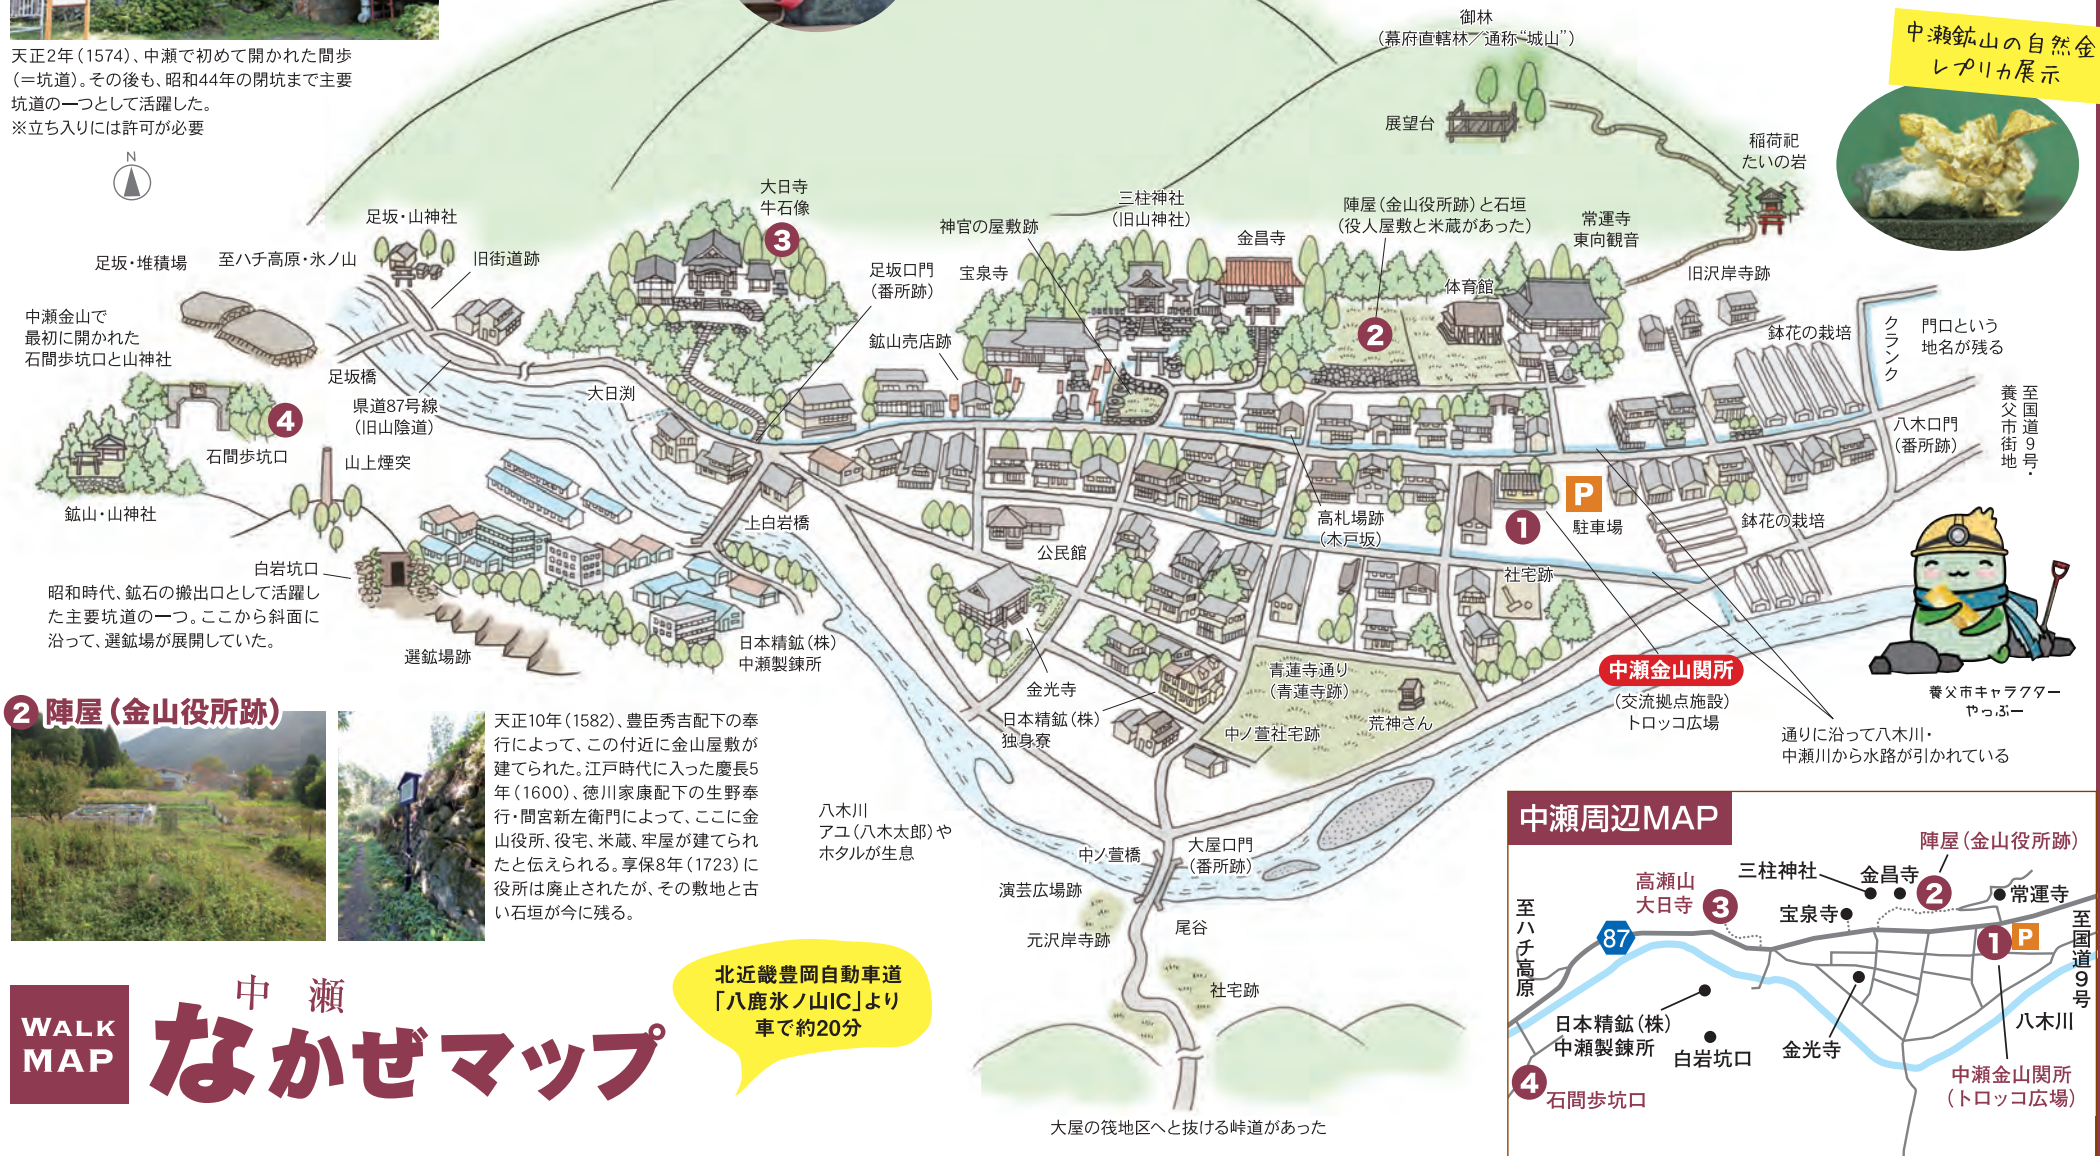 天正2年（1574）、中瀬で初めて開かれた間歩
（＝坑道）。その後も、昭和44年の閉坑まで主要
坑道の一つとして活躍した。
※立ち入りには許可が必要
N
御林
（幕府直轄林／通称“城山”）
展望台
中瀬鉱山の自然金
レプリカ展示
稲荷祀
たいの岩
大日寺
牛石像
3
足坂・山神社
足坂・堆積場
至ハチ高原・氷ノ山
旧街道跡
神官の屋敷跡
三柱神社
（旧山神社）
金昌寺
陣屋（金山役所跡）と石垣
（役人屋敷と米蔵があった）
常運寺
東向観音
旧沢岸寺跡
足坂口門
（番所跡）
宝泉寺
体育館
2
鉱山売店跡
中瀬金山で
最初に開かれた
石間歩坑口と山神社
足坂橋
県道87号線
（旧山陰道）
大日渕
鉢花の栽培
クランク
門口という
地名が残る
至国道9号・
養父市街地
八木口門
（番所跡）
4
石間歩坑口
山上煙突
鉱山・山神社
上白岩橋
公民館
高札場跡
（木戸坂）
1
P
駐車場
鉢花の栽培
社宅跡
白岩坑口
昭和時代、鉱石の搬出口として活躍し
た主要坑道の一つ。ここから斜面に
沿って、選鉱場が展開していた。
選鉱場跡
日本精鉱（株）
中瀬製錬所
金光寺
日本精鉱（株）
独身寮
青蓮寺通り
（青蓮寺跡）
荒神さん
中ノ萱社宅跡
中瀬金山関所
（交流拠点施設）
トロッコ広場
養父市キャラクター
やっぷー
通りに沿って八木川・
中瀬川から水路が引かれている
2 陣屋（金山役所跡）
天正10年（1582）、豊臣秀吉配下の奉
行によって、この付近に金山屋敷が
建てられた。江戸時代に入った慶長5
年（1600）、徳川家康配下の生野奉
行・間宮新左衛門によって、ここに金
山役所、役宅、米蔵、牢屋が建てられ
たと伝えられる。享保8年（1723）に
役所は廃止されたが、その敷地と古
い石垣が今に残る。
八木川
アユ（八木太郎）や
ホタルが生息
中ノ萱橋
大屋口門
（番所跡）
演芸広場跡
元沢岸寺跡
尾谷
社宅跡
大屋の筏地区へと抜ける峠道があった
WALK
MAP
中瀬
なかぜマップ
北近畿豊岡自動車道
「八鹿氷ノ山IC」より
車で約20分
中瀬周辺MAP
陣屋（金山役所跡）
三柱神社
金昌寺
2
高瀬山
大日寺
3
宝泉寺
常運寺
至ハチ高原
87
1
P
至国道9号
日本精鉱（株）
中瀬製錬所
白岩坑口
金光寺
八木川
4
石間歩坑口
中瀬金山関所
（トロッコ広場）